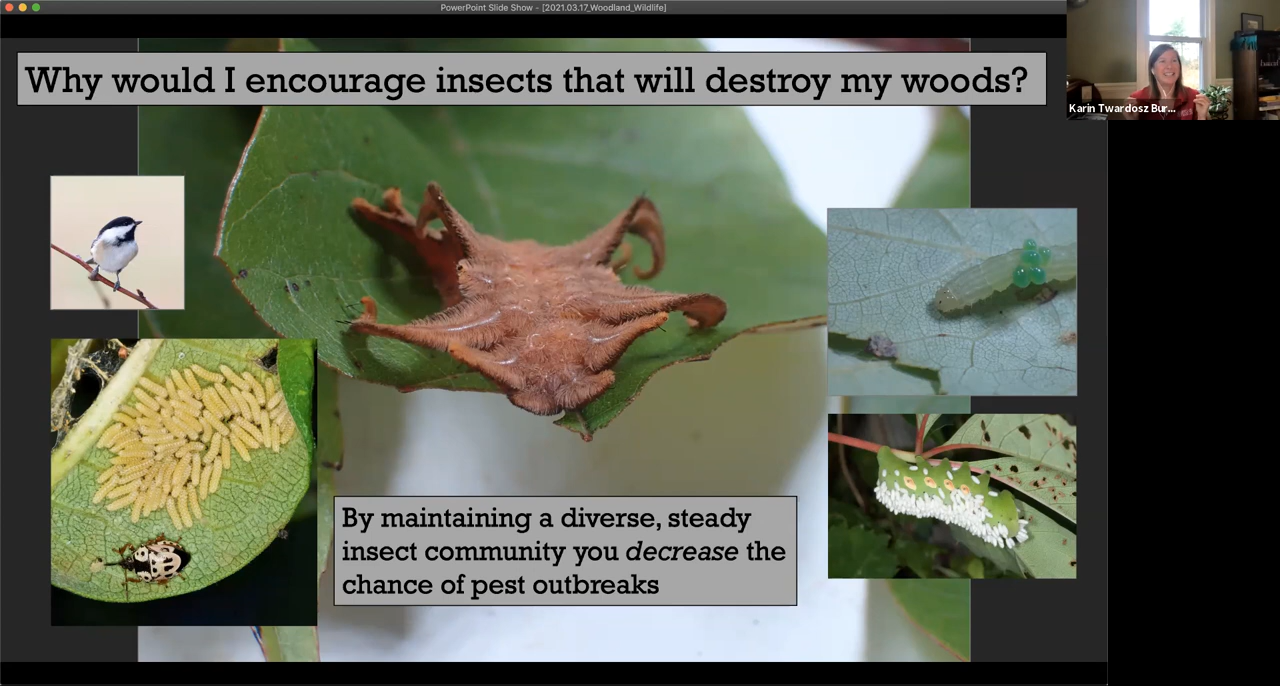 PowerPoint Slide Show - [2021.03.17_Woodland_Wildlife]
Why would I encourage insects that will destroy my woods?
Karin Twardosz Bur...
By maintaining a diverse, steady
insect community you decrease the
chance of pest outbreaks